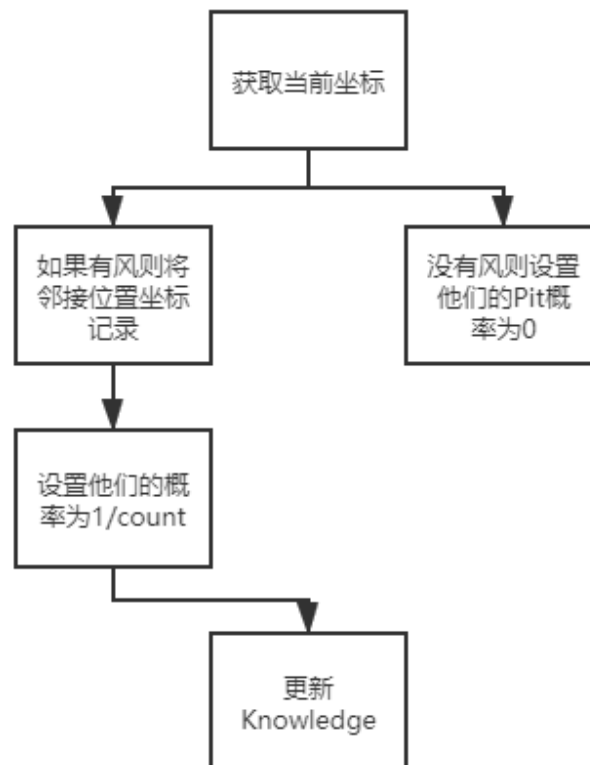 获取当前坐标
如果有风则将
邻接位置坐标
记录
没有风则设置
他们的Pit概
率为0
设置他们的概
率为1/count
更新
Knowledge